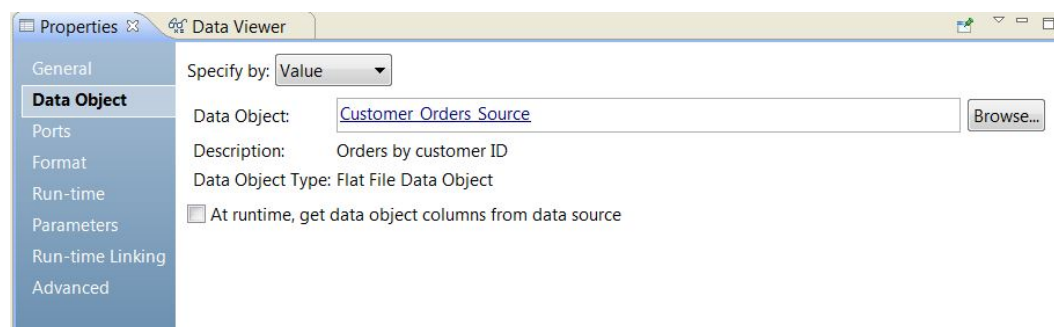 Properties Data Viewer
General
Specify by: Value
Data Object
Data Object: Customer_Orders_Source Browse...
Ports
Description: Orders by customer ID
Format
Data Object Type: Flat File Data Object
Run-time
At runtime, get data object columns from data source
Parameters
Run-time Linking
Advanced